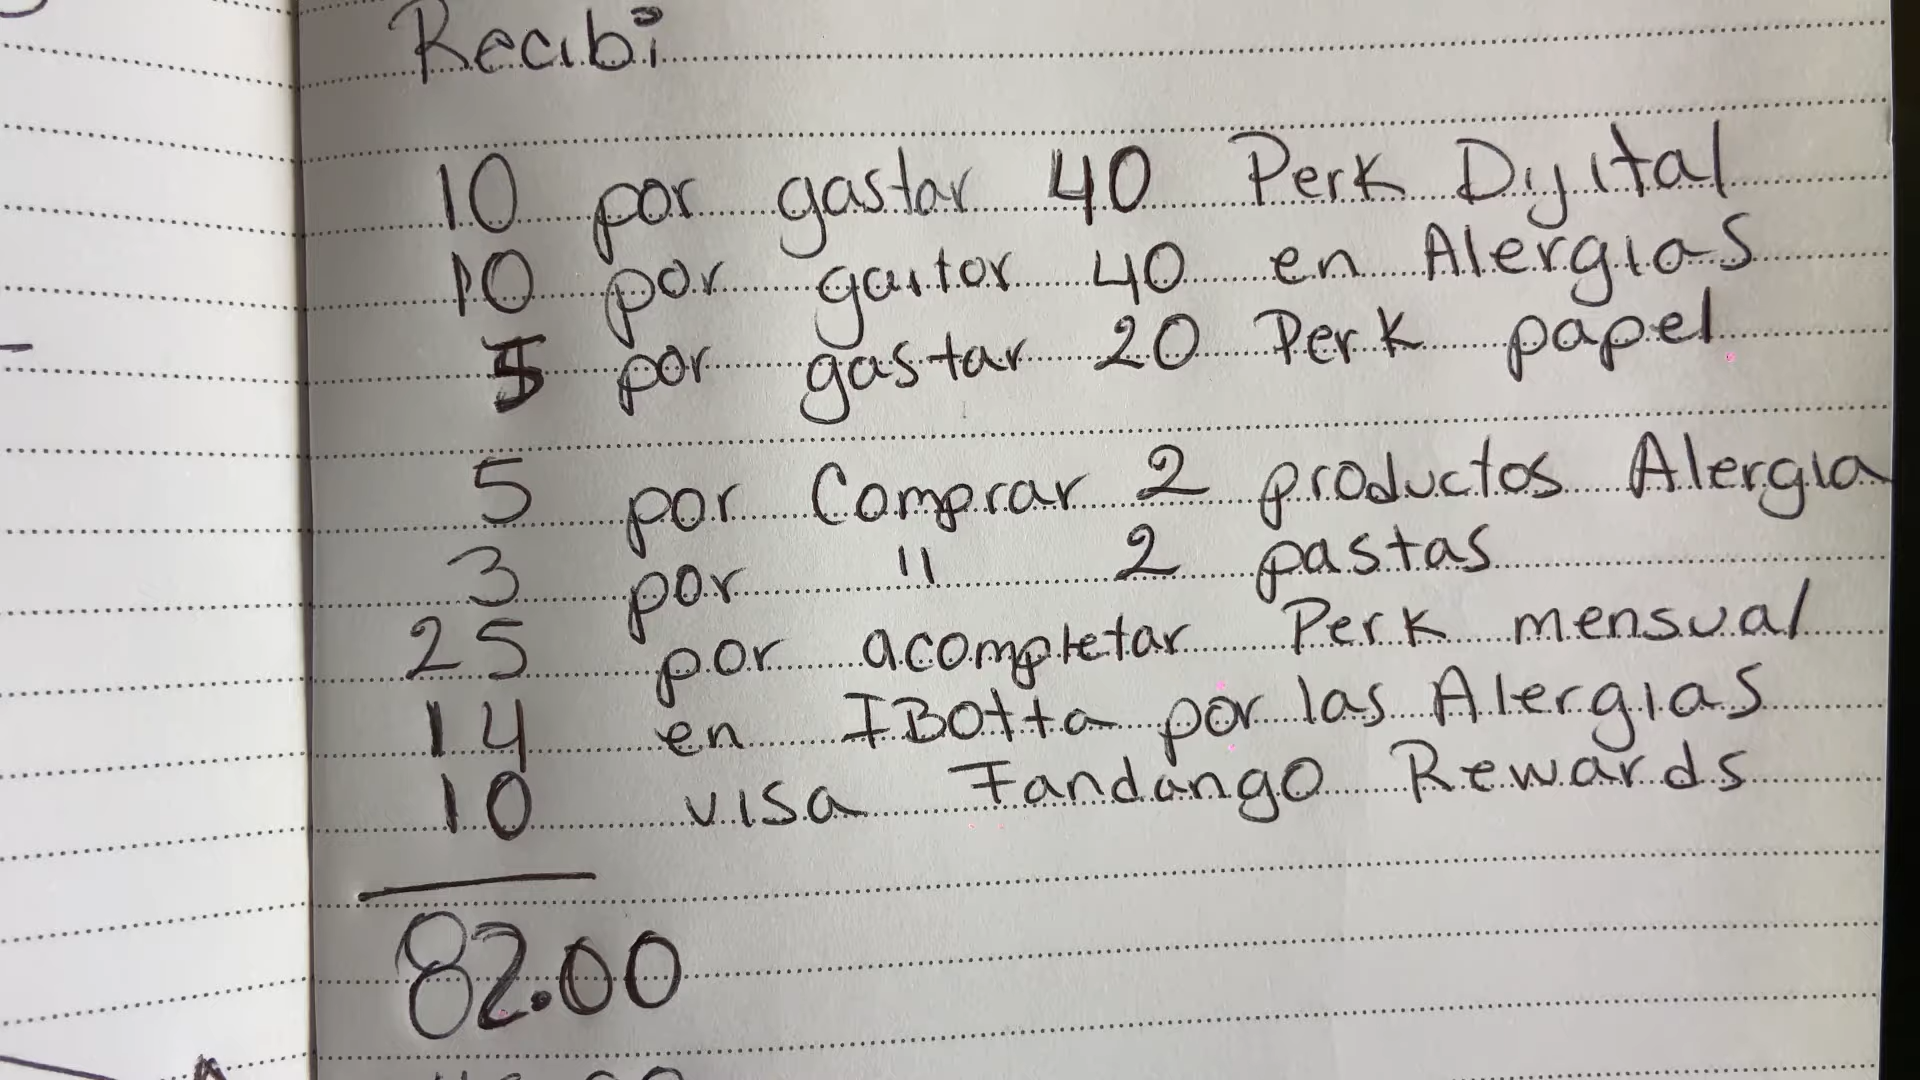 Recibi
10 por gastar 40 Perk Digital
10 por gastar 40 en Alergias
5 por gastar 20 Perk papel
5 por Comprar 2 productos Alergia
3 por " 2 pastas
25 por acompletar Perk mensual
14 en IBotta por las Alergias
10 visa Fandango Rewards
82.00